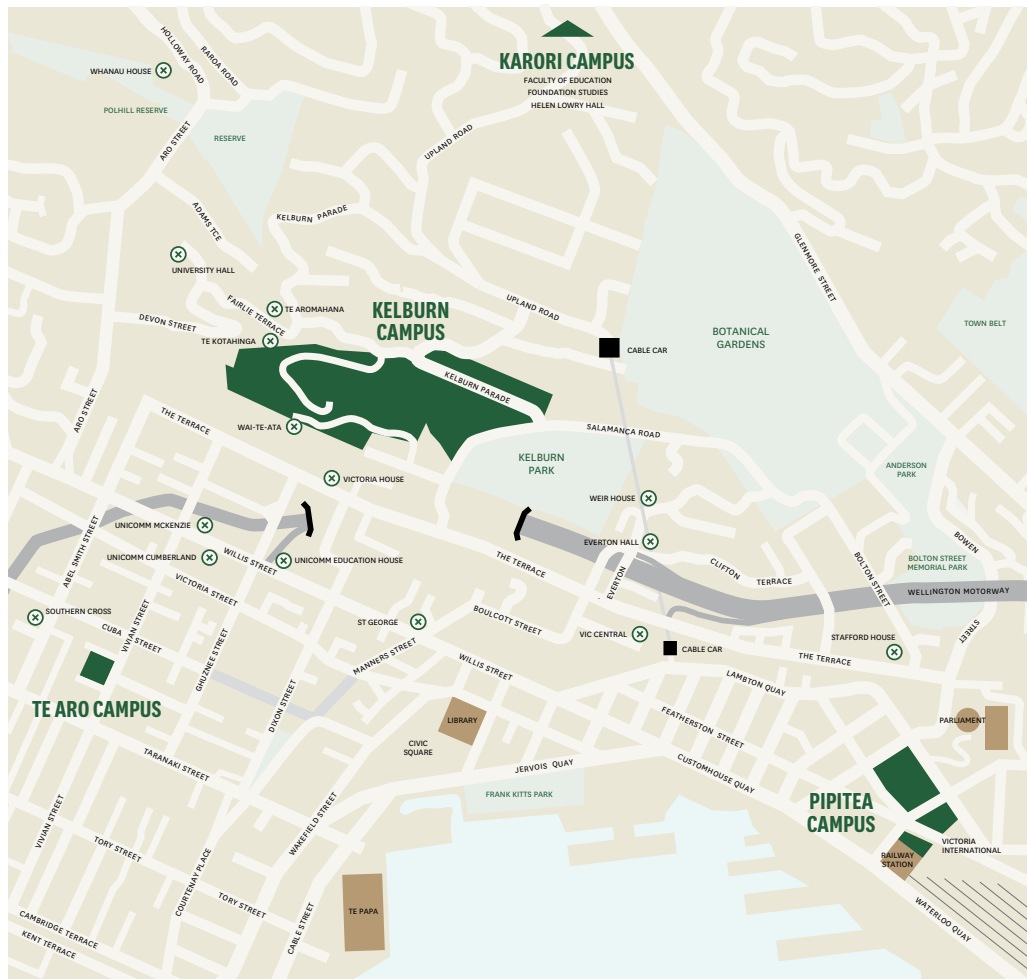 KARORI CAMPUS
FACULTY OF EDUCATION
FOUNDATION STUDIES
HELEN LOWRY HALL
HOLLOWAY ROAD
RAROA ROAD
WHANAU HOUSE
POLHILL RESERVE
RESERVE
ARO STREET
UPLAND ROAD
ADAMS TCE
KELBURN PARADE
GLENMORE STREET
UNIVERSITY HALL
FAIRLIE TERRACE
TE AROMAHANA
KELBURN
CAMPUS
UPLAND ROAD
DEVON STREET
TE KOTAHINGA
CABLE CAR
BOTANICAL
GARDENS
TOWN BELT
KELBURN PARADE
ARO STREET
THE TERRACE
WAI-TE-ATA
SALAMANCA ROAD
KELBURN
PARK
ANDERSON
PARK
VICTORIA HOUSE
WEIR HOUSE
UNICOMM MCKENZIE
EVERTON HALL
BOWEN
ABEL SMITH STREET
UNICOMM CUMBERLAND
WILLIS STREET
UNICOMM EDUCATION HOUSE
THE TERRACE
CLIFTON
TERRACE
BOLTON STREET
BOLTON STREET
MEMORIAL PARK
EVERTON
WELLINGTON MOTORWAY
VICTORIA STREET
SOUTHERN CROSS
CUBA STREET
VIVIAN STREET
GHUZNEE STREET
ST GEORGE
BOULCOTT STREET
VIC CENTRAL
STAFFORD HOUSE
STREET
MANNERS STREET
CABLE CAR
THE TERRACE
WILLIS STREET
LAMBTON QUAY
TE ARO CAMPUS
DIXON STREET
LIBRARY
FEATHERSTON STREET
PARLIAMENT
CIVIC
SQUARE
TARANAKI STREET
JERVOIS QUAY
CUSTOMHOUSE QUAY
FRANK KITTS PARK
PIPITEA
CAMPUS
VIVIAN STREET
WAKEFIELD STREET
TORY STREET
VICTORIA
INTERNATIONAL
RAILWAY
STATION
COURTENAY PLACE
TORY STREET
TE PAPA
CABLE STREET
WATERLOO QUAY
CAMBRIDGE TERRACE
KENT TERRACE